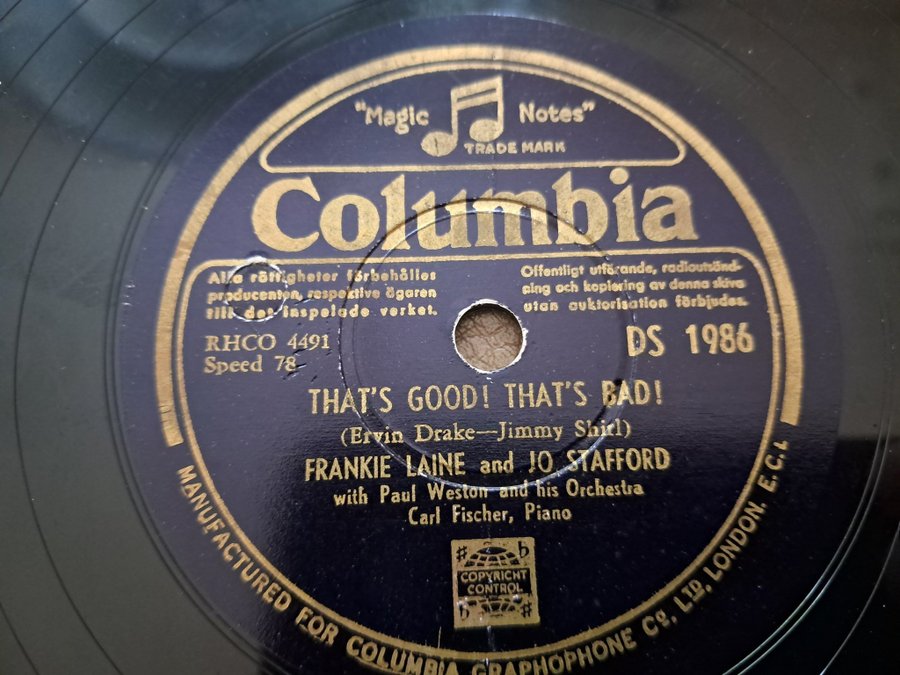 "Magic Notes"
TRADE MARK
Columbia
Alla rättigheter förbehålles
producenten, respektive ägaren
till det inspelade verket.
Offentligt utförande, radioutsänd-
ning och kopiering av denna skiva
utan auktorisation förbjudes.
RHCO 4491
Speed 78
DS 1986
THAT'S GOOD! THAT'S BAD!
(Ervin Drake—Jimmy Shirl)
FRANKIE LAINE and JO STAFFORD
with Paul Weston and his Orchestra
Carl Fischer, Piano
COPYRIGHT
CONTROL
MANUFACTURED FOR COLUMBIA GRAPHOPHONE Co. LTD. LONDON. E.C.1